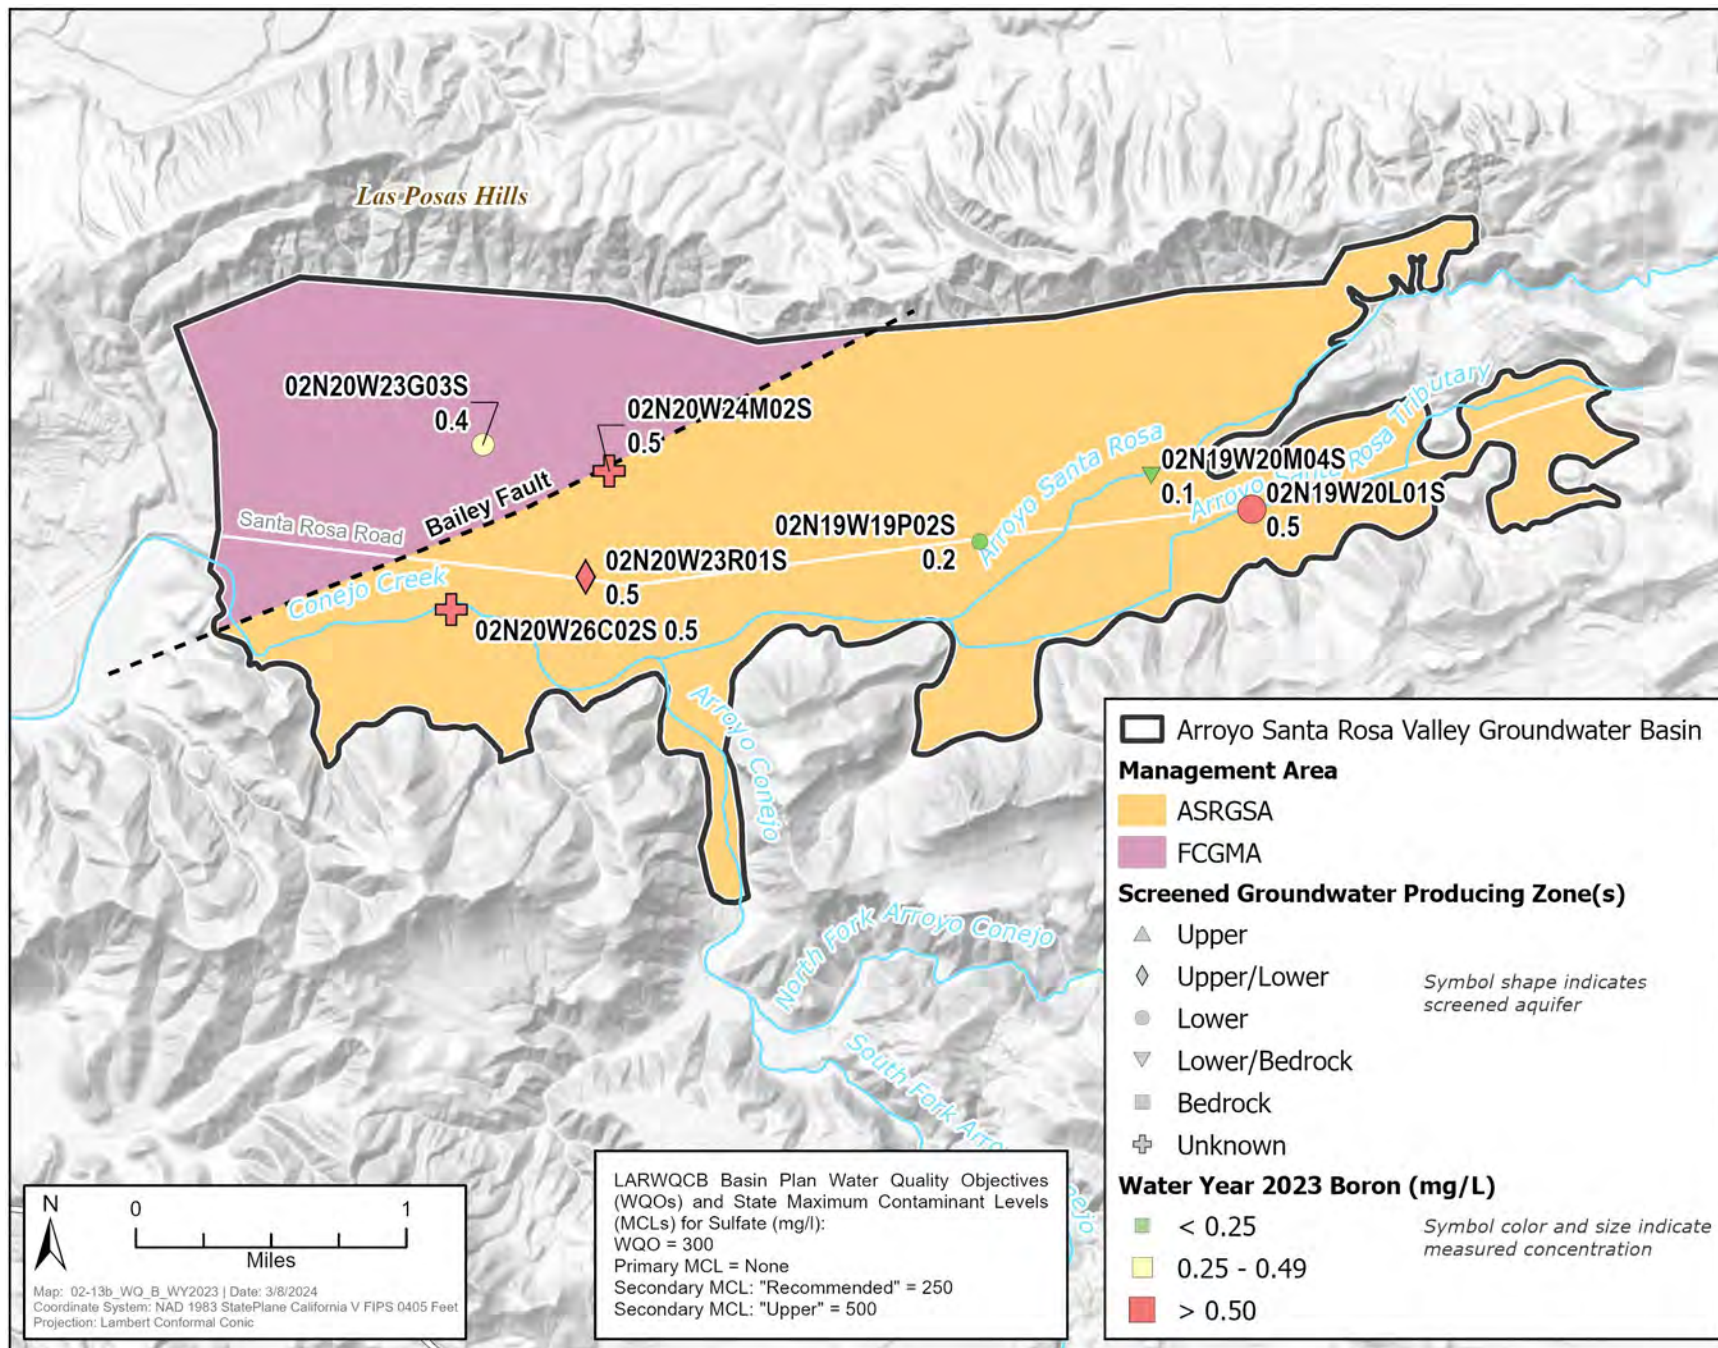 Las Posas Hills
02N20W23G03S
0.4
02N20W24M02S
0.5
Bailey Fault
Santa Rosa Road
Conejo Creek
02N20W23R01S
0.5
02N20W26C02S 0.5
02N19W19P02S
0.2
Arroyo Santa Rosa
02N19W20M04S
0.1
Arroyo Santa Rosa Tributary
02N19W20L01S
0.5
Arroyo Conejo
North Fork Arroyo Conejo
South Fork Arro
nejo
Arroyo Santa Rosa Valley Groundwater Basin
Management Area
ASRGSA
FCGMA
Screened Groundwater Producing Zone(s)
Upper
Upper/Lower
Lower
Lower/Bedrock
Bedrock
Unknown
Symbol shape indicates
screened aquifer
Water Year 2023 Boron (mg/L)
< 0.25
0.25 - 0.49
> 0.50
Symbol color and size indicate
measured concentration
LARWQCB Basin Plan Water Quality Objectives
(WQOs) and State Maximum Contaminant Levels
(MCLs) for Sulfate (mg/l):
WQO = 300
Primary MCL = None
Secondary MCL: "Recommended" = 250
Secondary MCL: "Upper" = 500
N
0 1
Miles
Map: 02-13b_WQ_B_WY2023 | Date: 3/8/2024
Coordinate System: NAD 1983 StatePlane California V FIPS 0405 Feet
Projection: Lambert Conformal Conic